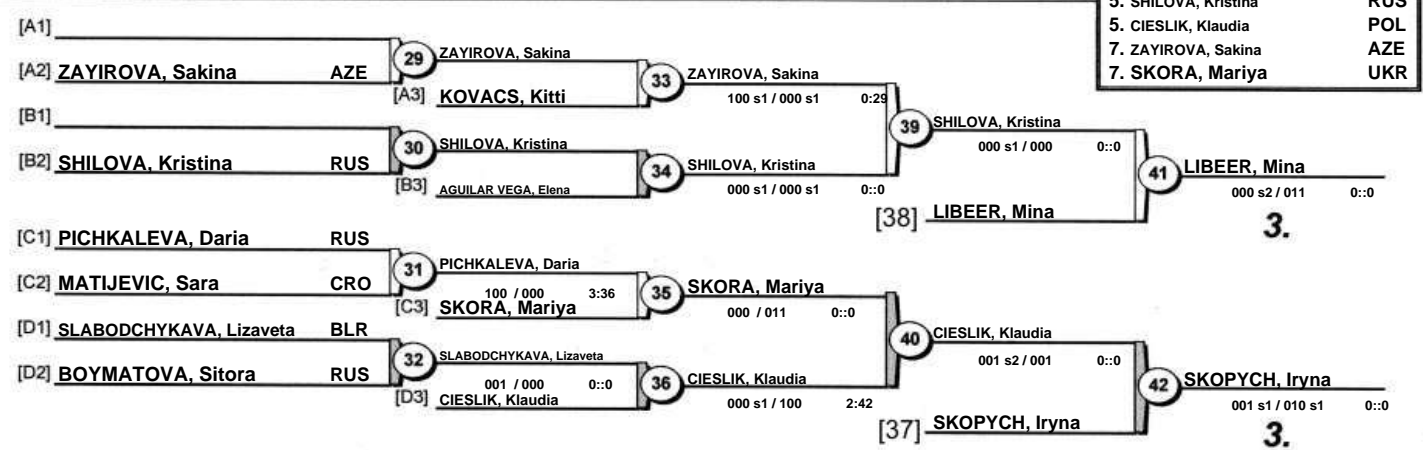 5. SHILOVA, Kristina RUS
5. CIESLIK, Klaudia POL
7. ZAYIROVA, Sakina AZE
7. SKORA, Mariya UKR
[A1]
[A2] ZAYIROVA, Sakina AZE
29
ZAYIROVA, Sakina
[A3] KOVACS, Kitti
33
ZAYIROVA, Sakina
100 s1 / 000 s1 0:29
[B1]
[B2] SHILOVA, Kristina RUS
30
SHILOVA, Kristina
[B3] AGUILAR VEGA, Elena
34
SHILOVA, Kristina
000 s1 / 000 s1 0::0
39
SHILOVA, Kristina
000 s1 / 000 0::0
[38] LIBEER, Mina
41
LIBEER, Mina
000 s2 / 011 0::0
3.
[C1] PICHKALEVA, Daria RUS
[C2] MATIJEVIC, Sara CRO
31
PICHKALEVA, Daria
100 / 000 3:36
[C3] SKORA, Mariya
35
SKORA, Mariya
000 / 011 0::0
[D1] SLABODCHYKAVA, Lizaveta BLR
[D2] BOYMATOVA, Sitora RUS
32
SLABODCHYKAVA, Lizaveta
001 / 000 0::0
[D3] CIESLIK, Klaudia
36
CIESLIK, Klaudia
000 s1 / 100 2:42
40
CIESLIK, Klaudia
001 s2 / 001 0::0
[37] SKOPYCH, Iryna
42
SKOPYCH, Iryna
001 s1 / 010 s1 0::0
3.